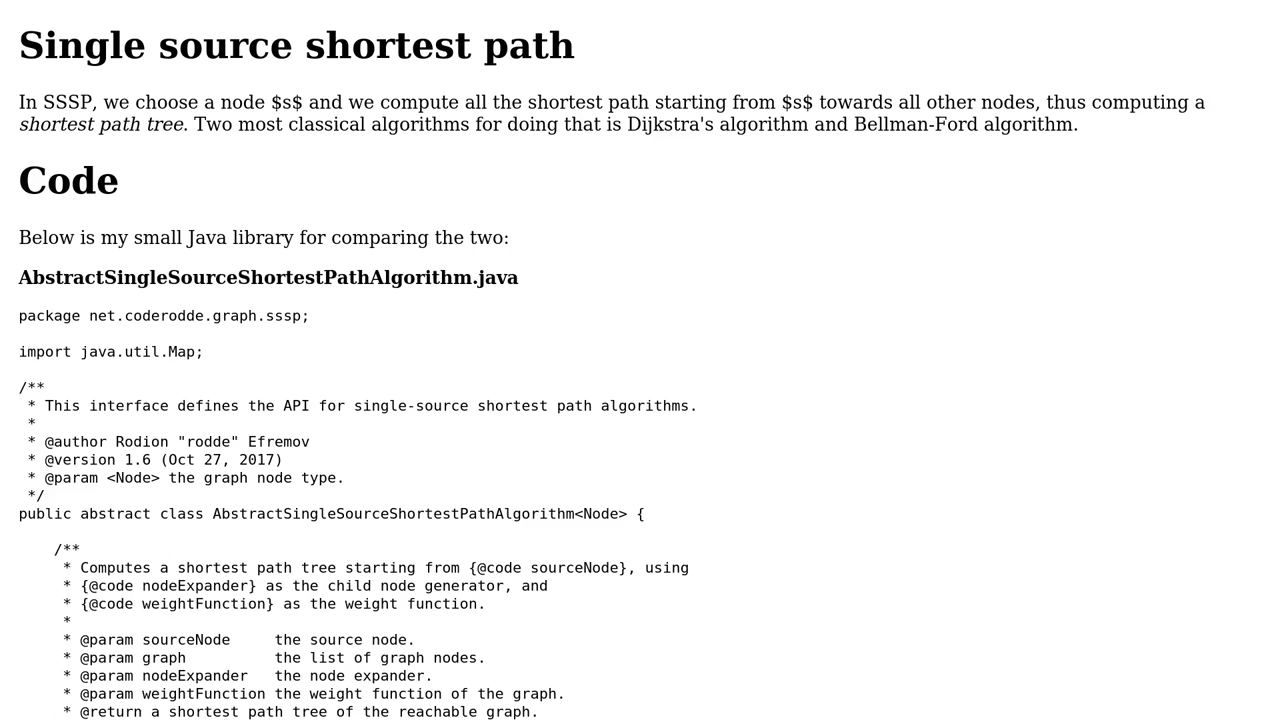 Single source shortest path
In SSSP, we choose a node $s$ and we compute all the shortest path starting from $s$ towards all other nodes, thus computing a
shortest path tree. Two most classical algorithms for doing that is Dijkstra's algorithm and Bellman-Ford algorithm.
Code
Below is my small Java library for comparing the two:
AbstractSingleSourceShortestPathAlgorithm.java
package net.coderodde.graph.sssp;
import java.util.Map;
/**
 * This interface defines the API for single-source shortest path algorithms.
 *
 * @author Rodion "rodde" Efremov
 * @version 1.6 (Oct 27, 2017)
 * @param <Node> the graph node type.
 */
public abstract class AbstractSingleSourceShortestPathAlgorithm<Node> {
    /**
     * Computes a shortest path tree starting from {@code sourceNode}, using
     * {@code nodeExpander} as the child node generator, and
     * {@code weightFunction} as the weight function.
     *
     * @param sourceNode     the source node.
     * @param graph          the list of graph nodes.
     * @param nodeExpander   the node expander.
     * @param weightFunction the weight function of the graph.
     * @return a shortest path tree of the reachable graph.